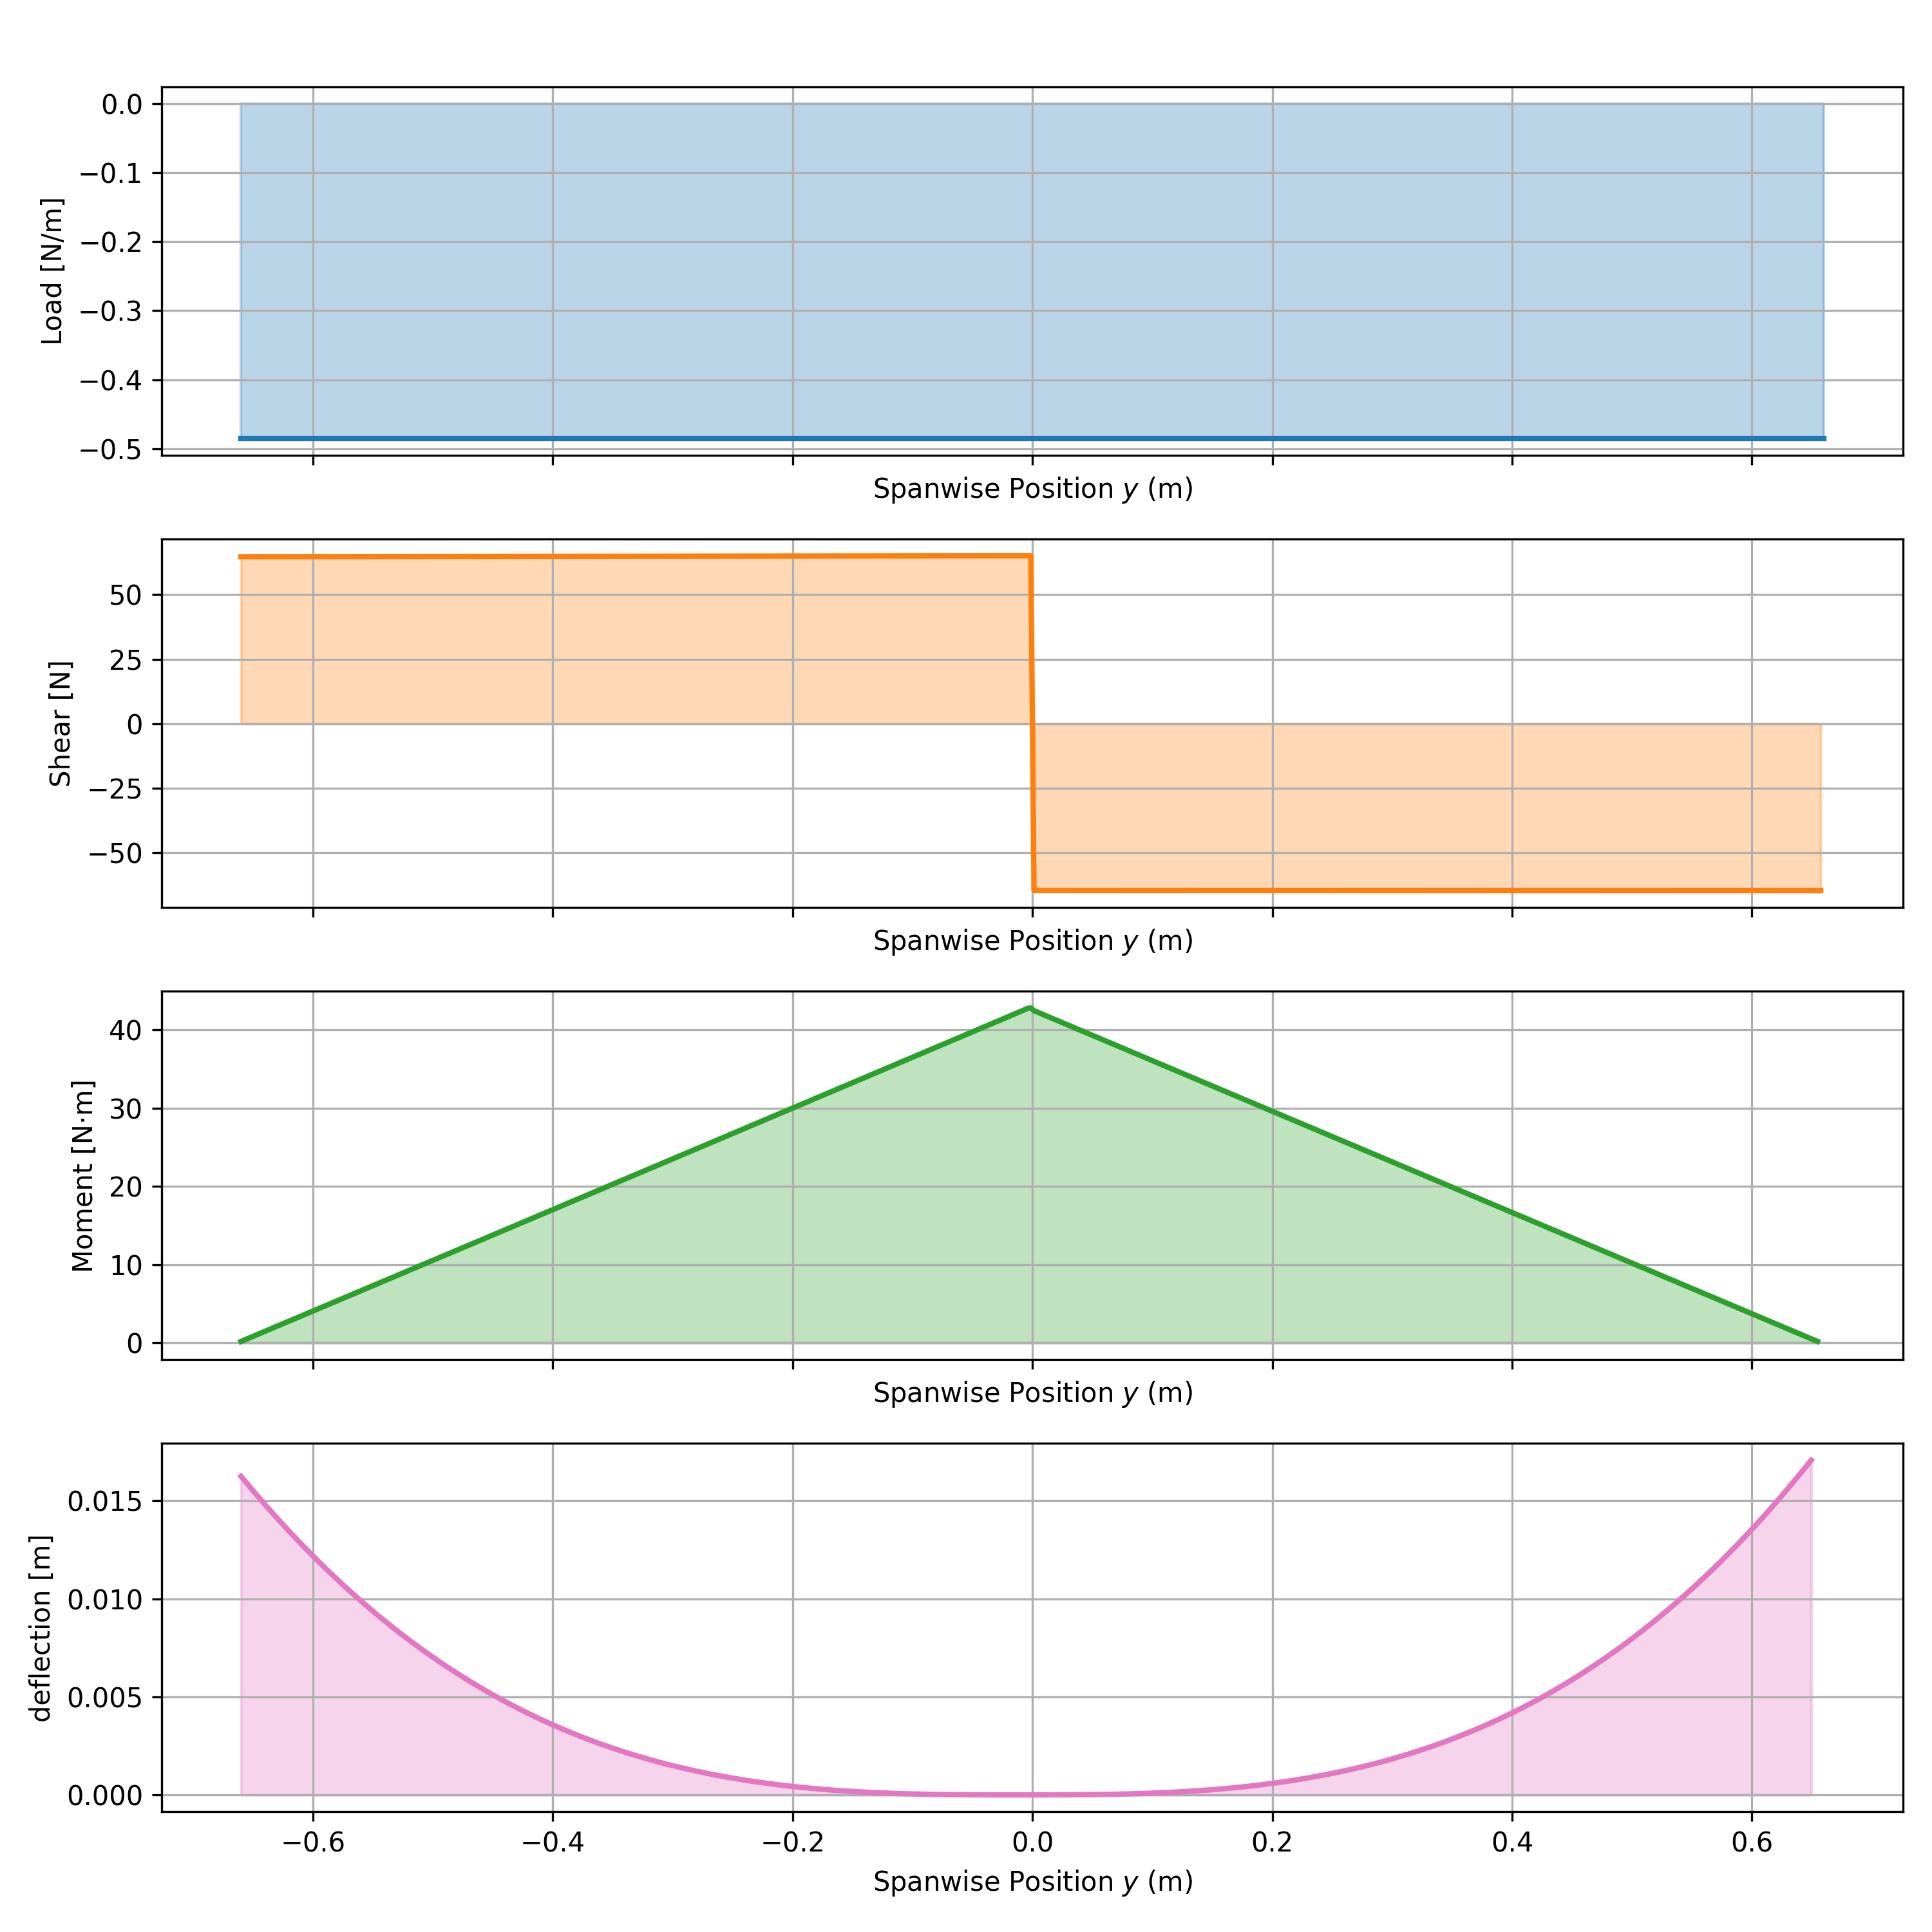 Load [N/m]
0.0
−0.1
−0.2
−0.3
−0.4
−0.5
Spanwise Position y (m)
Shear [N]
50
25
0
−25
−50
Spanwise Position y (m)
Moment [N·m]
40
30
20
10
0
Spanwise Position y (m)
deflection [m]
0.015
0.010
0.005
0.000
−0.6 −0.4 −0.2 0.0 0.2 0.4 0.6
Spanwise Position y (m)